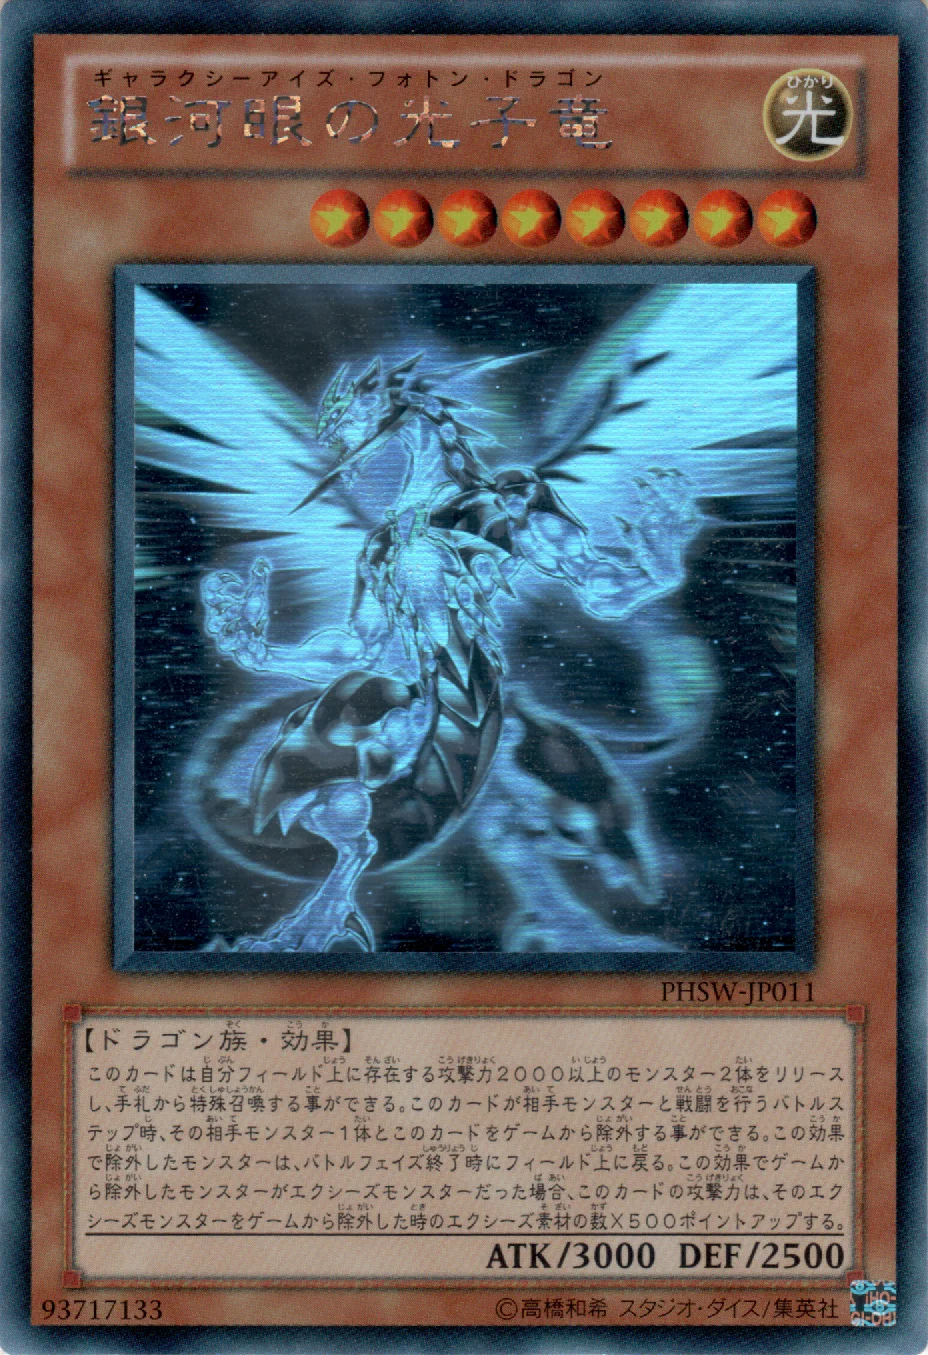 ギャラクシーアイズ・フォトン・ドラゴン
銀河眼の光子竜
ひかり
光
PHSW-JP011
【ドラゴン族・効果】
このカードは自分フィールド上に存在する攻撃力2000以上のモンスター2体をリリース
し、手札から特殊召喚する事ができる。このカードが相手モンスターと戦闘を行うバトルス
テップ時、その相手モンスター1体とこのカードをゲームから除外する事ができる。この効果
で除外したモンスターは、バトルフェイズ終了時にフィールド上に戻る。この効果でゲームか
ら除外したモンスターがエクシーズモンスターだった場合、このカードの攻撃力は、そのエク
シーズモンスターをゲームから除外した時のエクシーズ素材の数×500ポイントアップする。
ATK/3000 DEF/2500
93717133
©高橋和希 スタジオ・ダイス/集英社